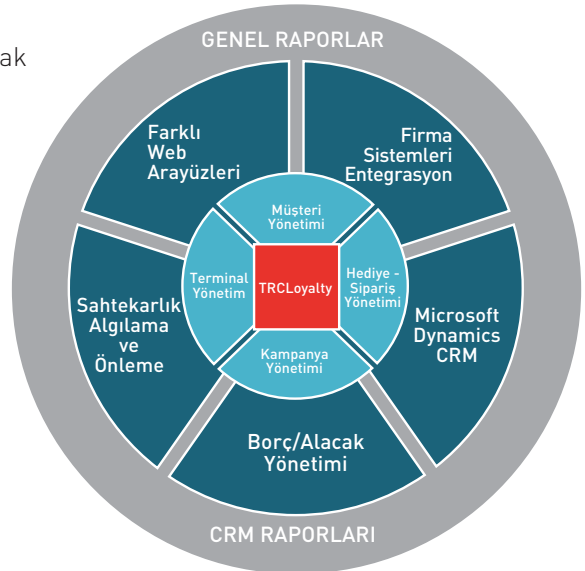 GENEL RAPORLAR
ak
Farklı
Web
Arayüzleri
Firma
Sistemleri
Entegrasyon
Müşteri
Yönetimi
Terminal
Yönetim
TRCLoyalty
Hediye -
Sipariş
Yönetimi
Sahtekarlık
Algılama
ve
Önleme
Microsoft
Dynamics
CRM
Kampanya
Yönetimi
Borç/Alacak
Yönetimi
CRM RAPORLARI